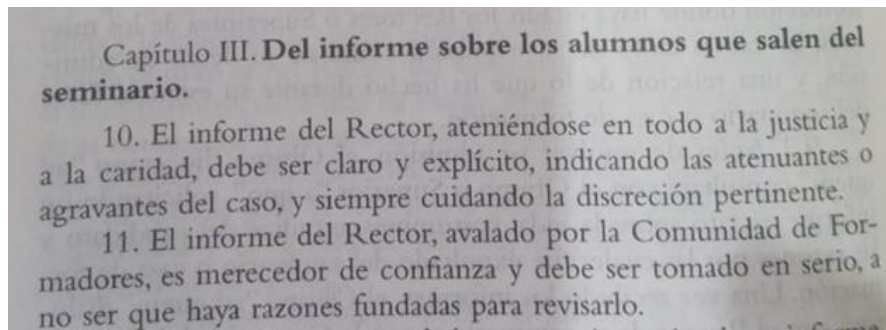 Capítulo III. Del informe sobre los alumnos que salen del
seminario.
10. El informe del Rector, ateniéndose en todo a la justicia y
a la caridad, debe ser claro y explícito, indicando las atenuantes o
agravantes del caso, y siempre cuidando la discreción pertinente.
11. El informe del Rector, avalado por la Comunidad de For-
madores, es merecedor de confianza y debe ser tomado en serio, a
no ser que haya razones fundadas para revisarlo.